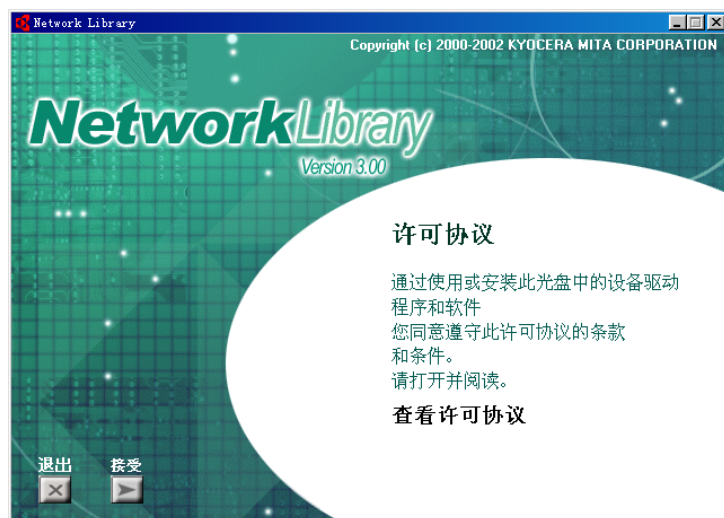 Network Library
Copyright (c) 2000-2002 KYOCERA MITA CORPORATION
NetworkLibrary
Version 3.00
许可协议
通过使用或安装此光盘中的设备驱动
程序和软件
您同意遵守此许可协议的条款
和条件。
请打开并阅读。
查看许可协议
退出 接受